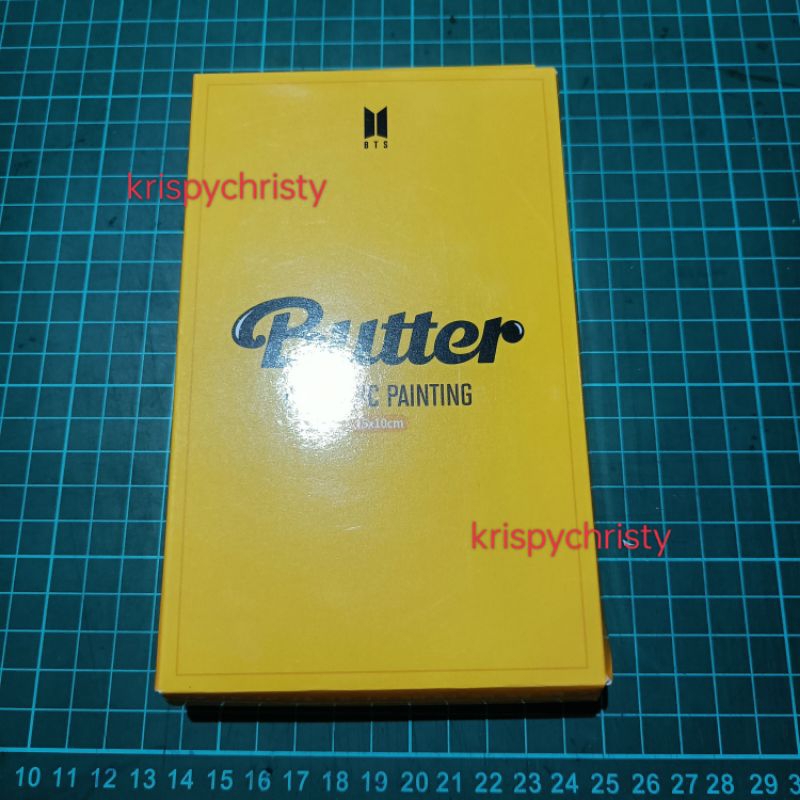 BTS
krispychristy
Butter
PAINTING
15x10cm
krispychristy
10 11 12 13 14 15 16 17 18 19 20 21 22 23 24 25 26 27 28 29